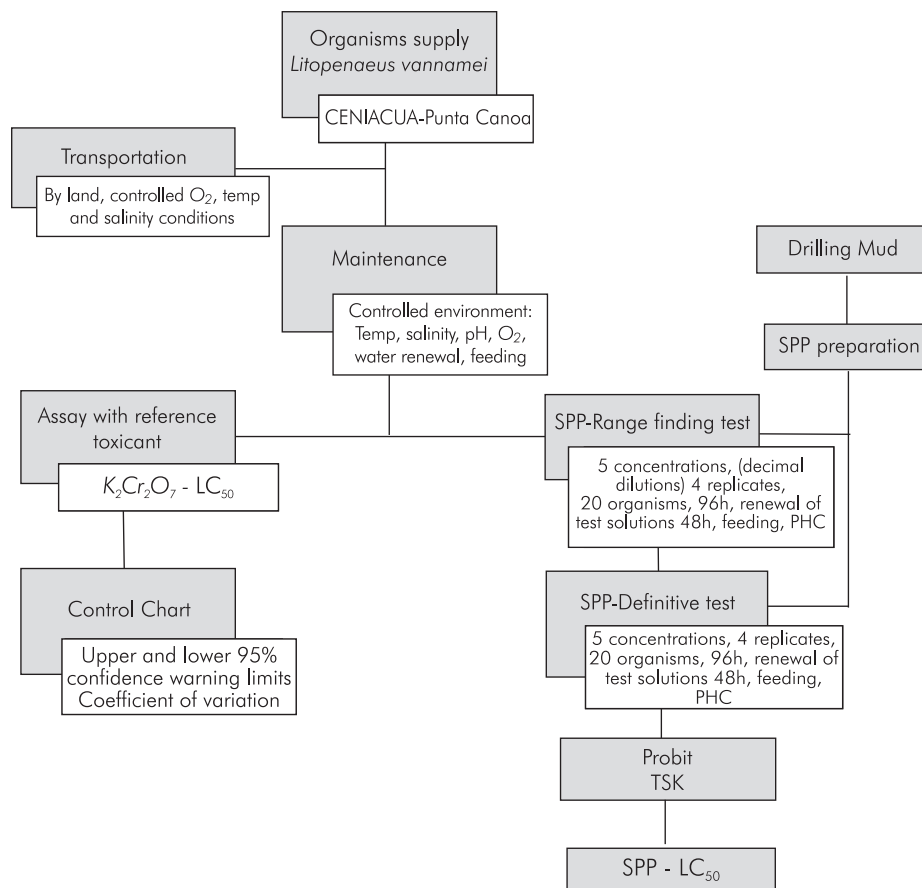 Organisms supply
Litopenaeus vannamei
CENIACUA-Punta Canoa
Transportation
By land, controlled O₂, temp
and salinity conditions
Maintenance
Controlled environment:
Temp, salinity, pH, O₂,
water renewal, feeding
Drilling Mud
SPP preparation
Assay with reference
toxicant
K₂Cr₂O₇ - LC₅₀
Control Chart
Upper and lower 95%
confidence warning limits
Coefficient of variation
SPP-Range finding test
5 concentrations, (decimal
dilutions) 4 replicates,
20 organisms, 96h, renewal of
test solutions 48h, feeding, PHC
SPP-Definitive test
5 concentrations, 4 replicates,
20 organisms, 96h, renewal of
test solutions 48h, feeding,
PHC
Probit
TSK
SPP - LC₅₀